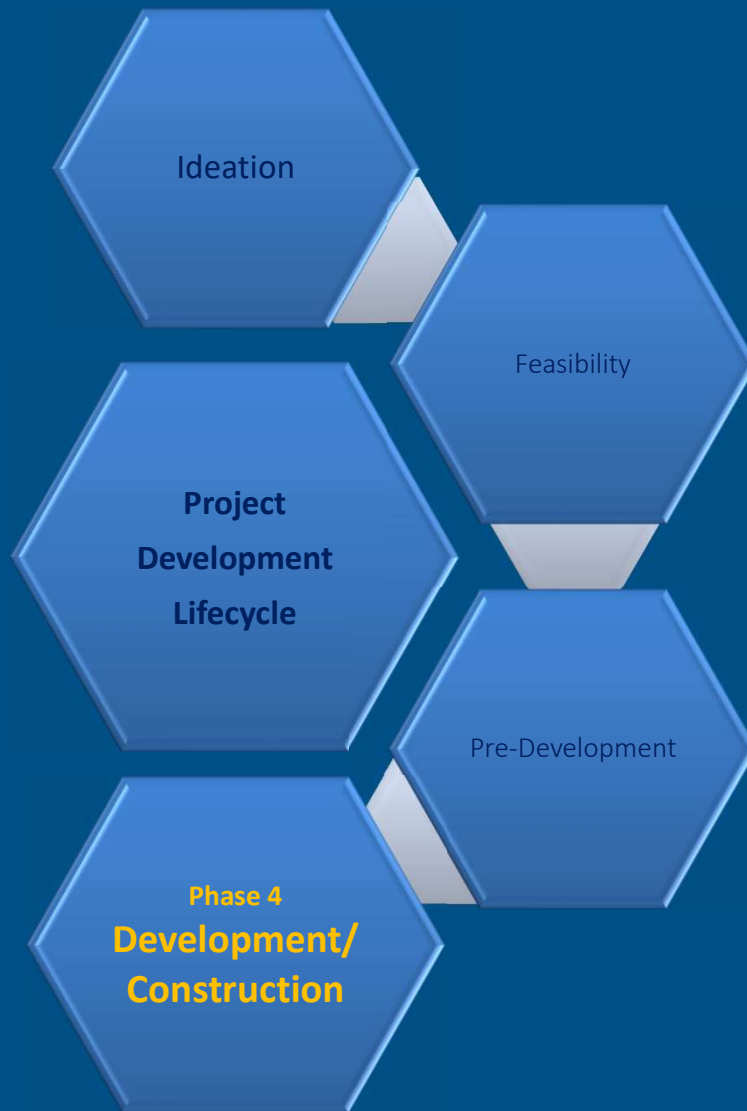 Ideation
Feasibility
Project
Development
Lifecycle
Pre-Development
Phase 4
Development/
Construction